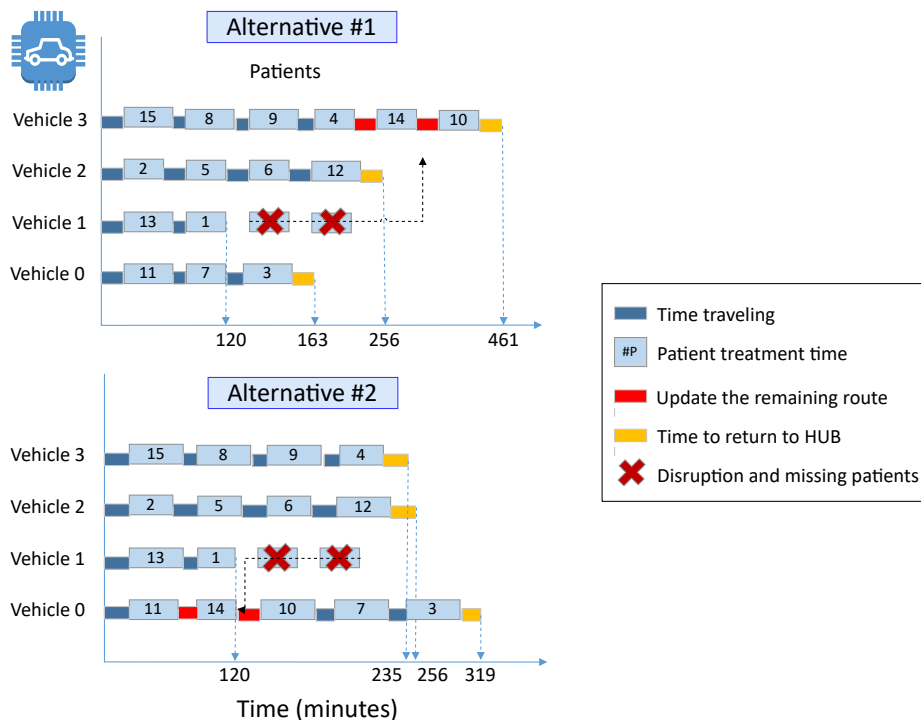 Alternative #1
Patients
Vehicle 3 15 8 9 4 14 10
Vehicle 2 2 5 6 12
Vehicle 1 13 1
Vehicle 0 11 7 3
120 163 256 461
Alternative #2
Vehicle 3 15 8 9 4
Vehicle 2 2 5 6 12
Vehicle 1 13 1
Vehicle 0 11 14 10 7 3
120 235 256 319
Time (minutes)
Time traveling
#P Patient treatment time
Update the remaining route
Time to return to HUB
Disruption and missing patients